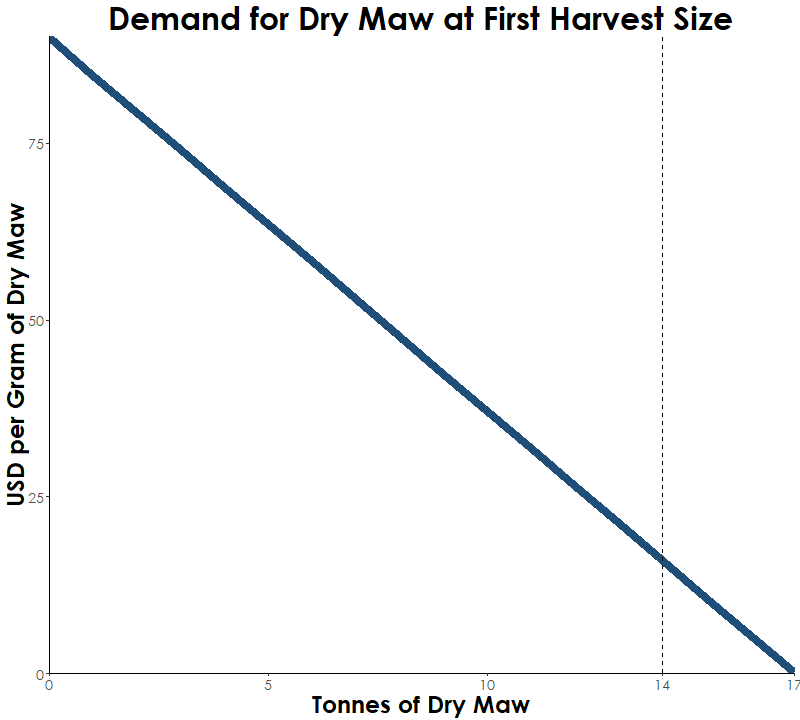 Demand for Dry Maw at First Harvest Size
USD per Gram of Dry Maw
75
50
25
0
0 5 10 14 17
Tonnes of Dry Maw